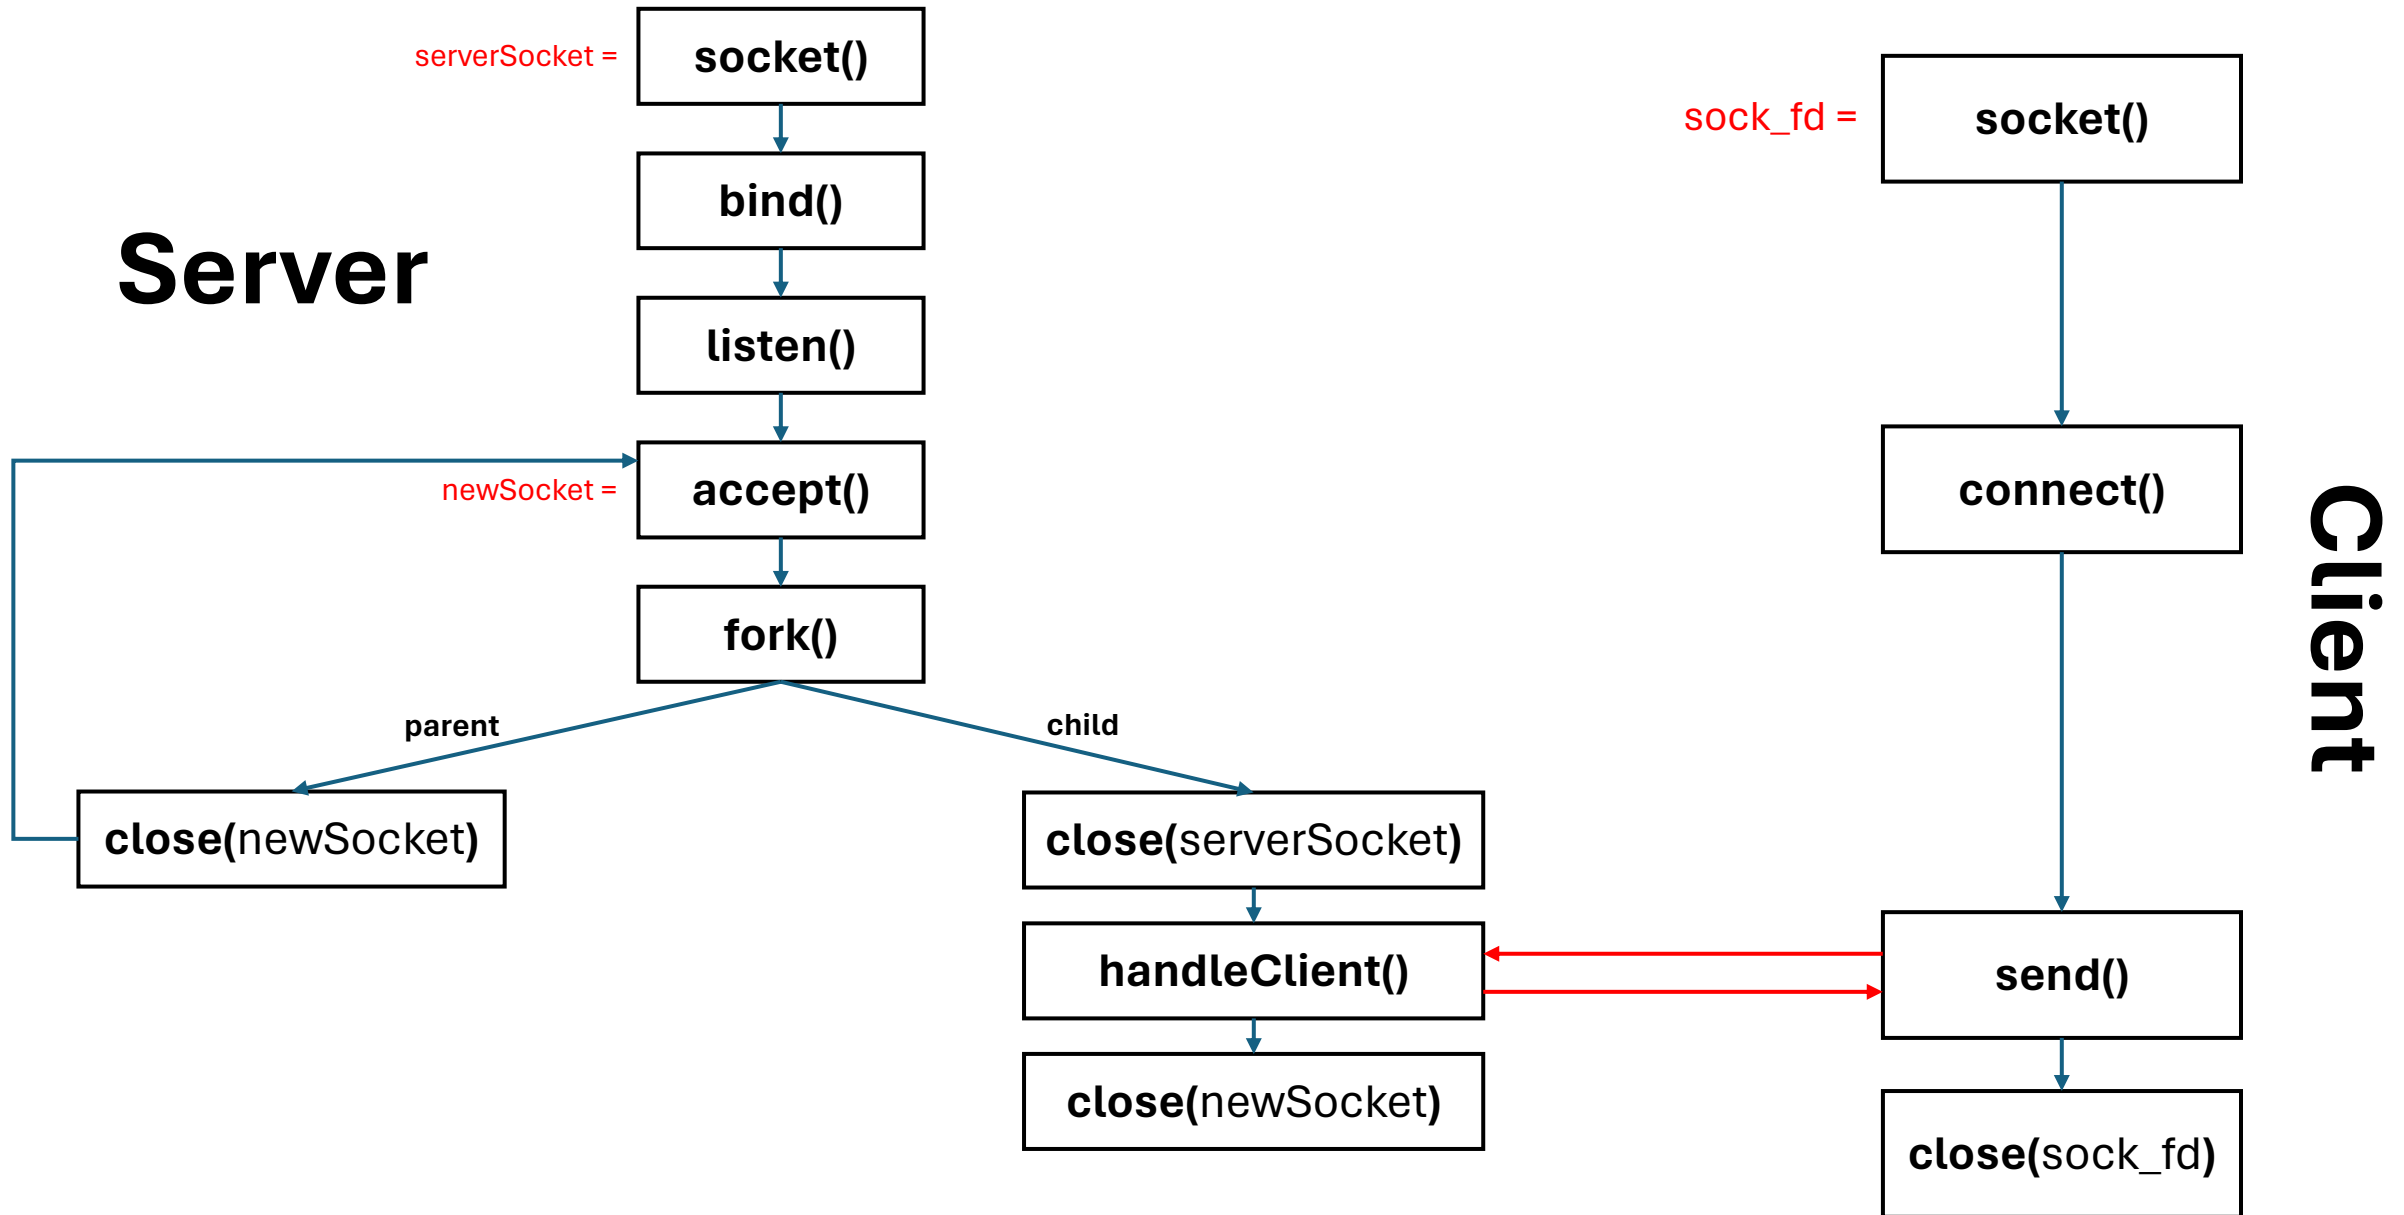 serverSocket =
socket()
bind()
Server
listen()
newSocket =
accept()
fork()
parent
child
close(newSocket)
close(serverSocket)
handleClient()
close(newSocket)
sock_fd =
socket()
connect()
Client
send()
close(sock_fd)